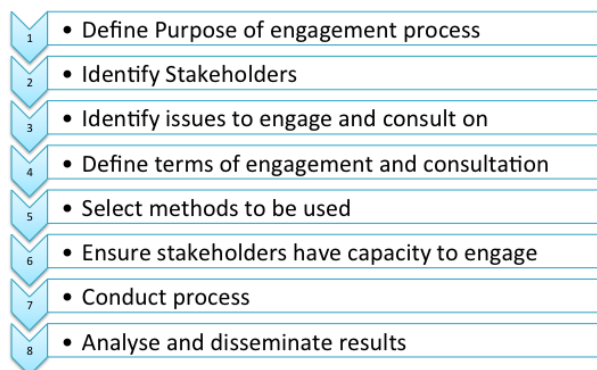 1 • Define Purpose of engagement process
2 • Identify Stakeholders
3 • Identify issues to engage and consult on
4 • Define terms of engagement and consultation
5 • Select methods to be used
6 • Ensure stakeholders have capacity to engage
7 • Conduct process
8 • Analyse and disseminate results